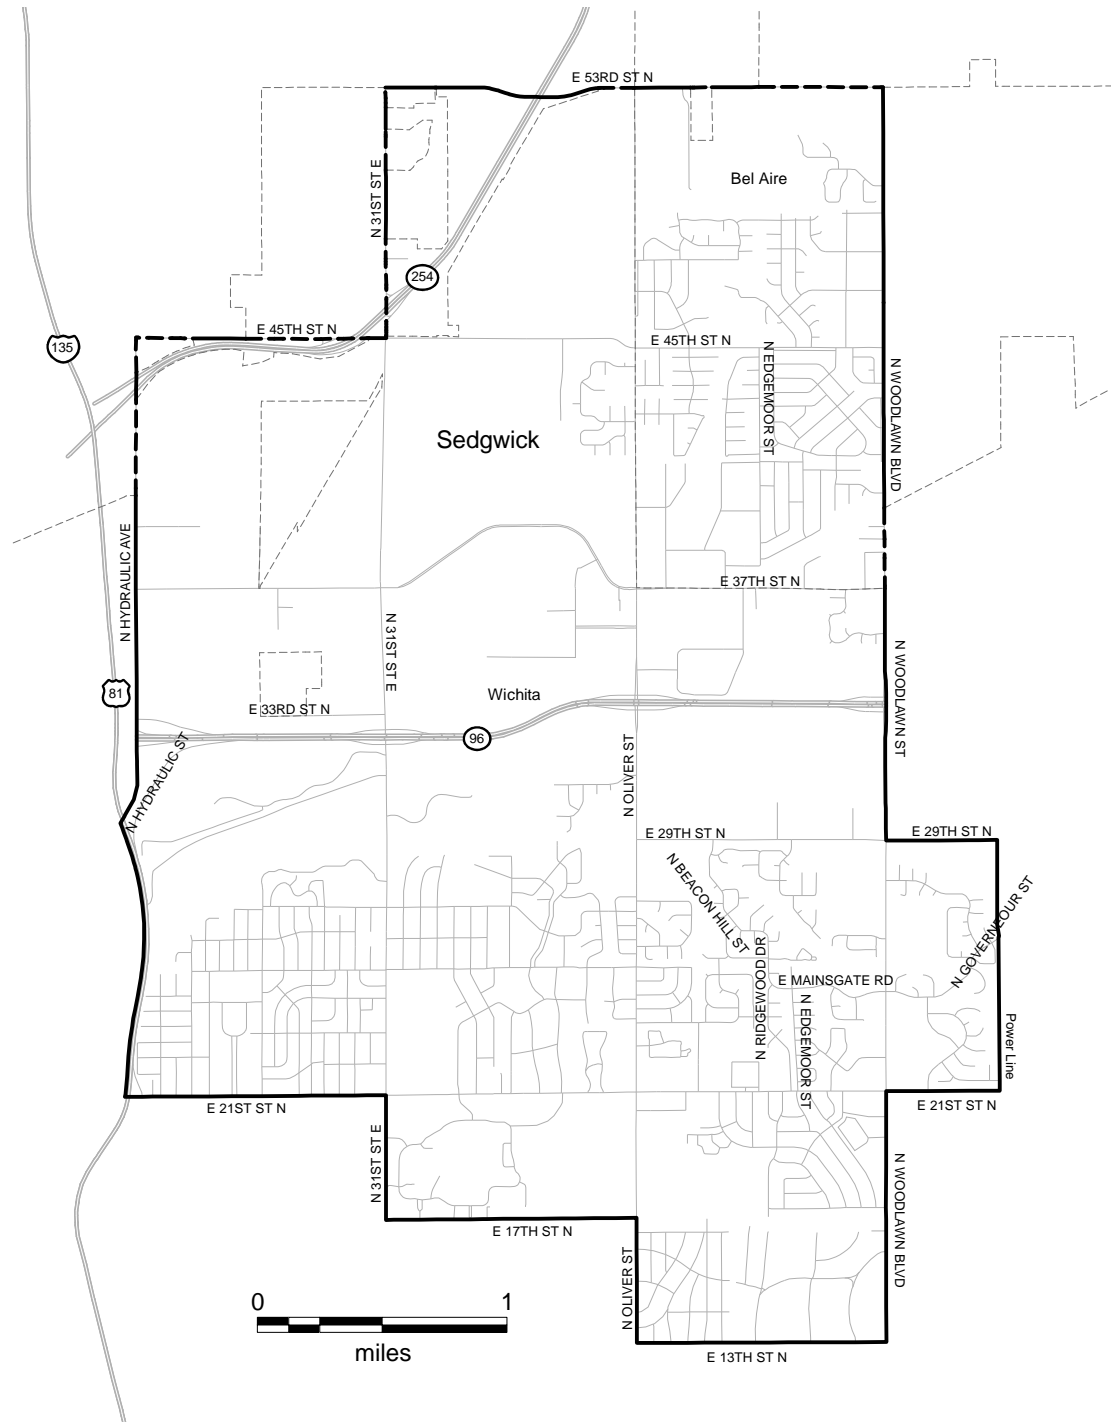 E 53RD ST N
N 31ST ST E
Bel Aire
254
E 45TH ST N
135
E 45TH ST N
N EDGEMOOR ST
N WOODLAWN BLVD
Sedgwick
N HYDRAULIC AVE
E 37TH ST N
N 31ST ST E
N WOODLAWN ST
81
Wichita
E 33RD ST N
96
N HYDRAULIC ST
N OLIVER ST
E 29TH ST N
E 29TH ST N
N BEACON HILL ST
N GOVERNEOUR ST
N RIDGEWOOD DR
E MAINSGATE RD
N EDGEMOOR ST
Power Line
E 21ST ST N
E 21ST ST N
N 31ST ST E
N WOODLAWN BLVD
E 17TH ST N
N OLIVER ST
0 1
miles
E 13TH ST N